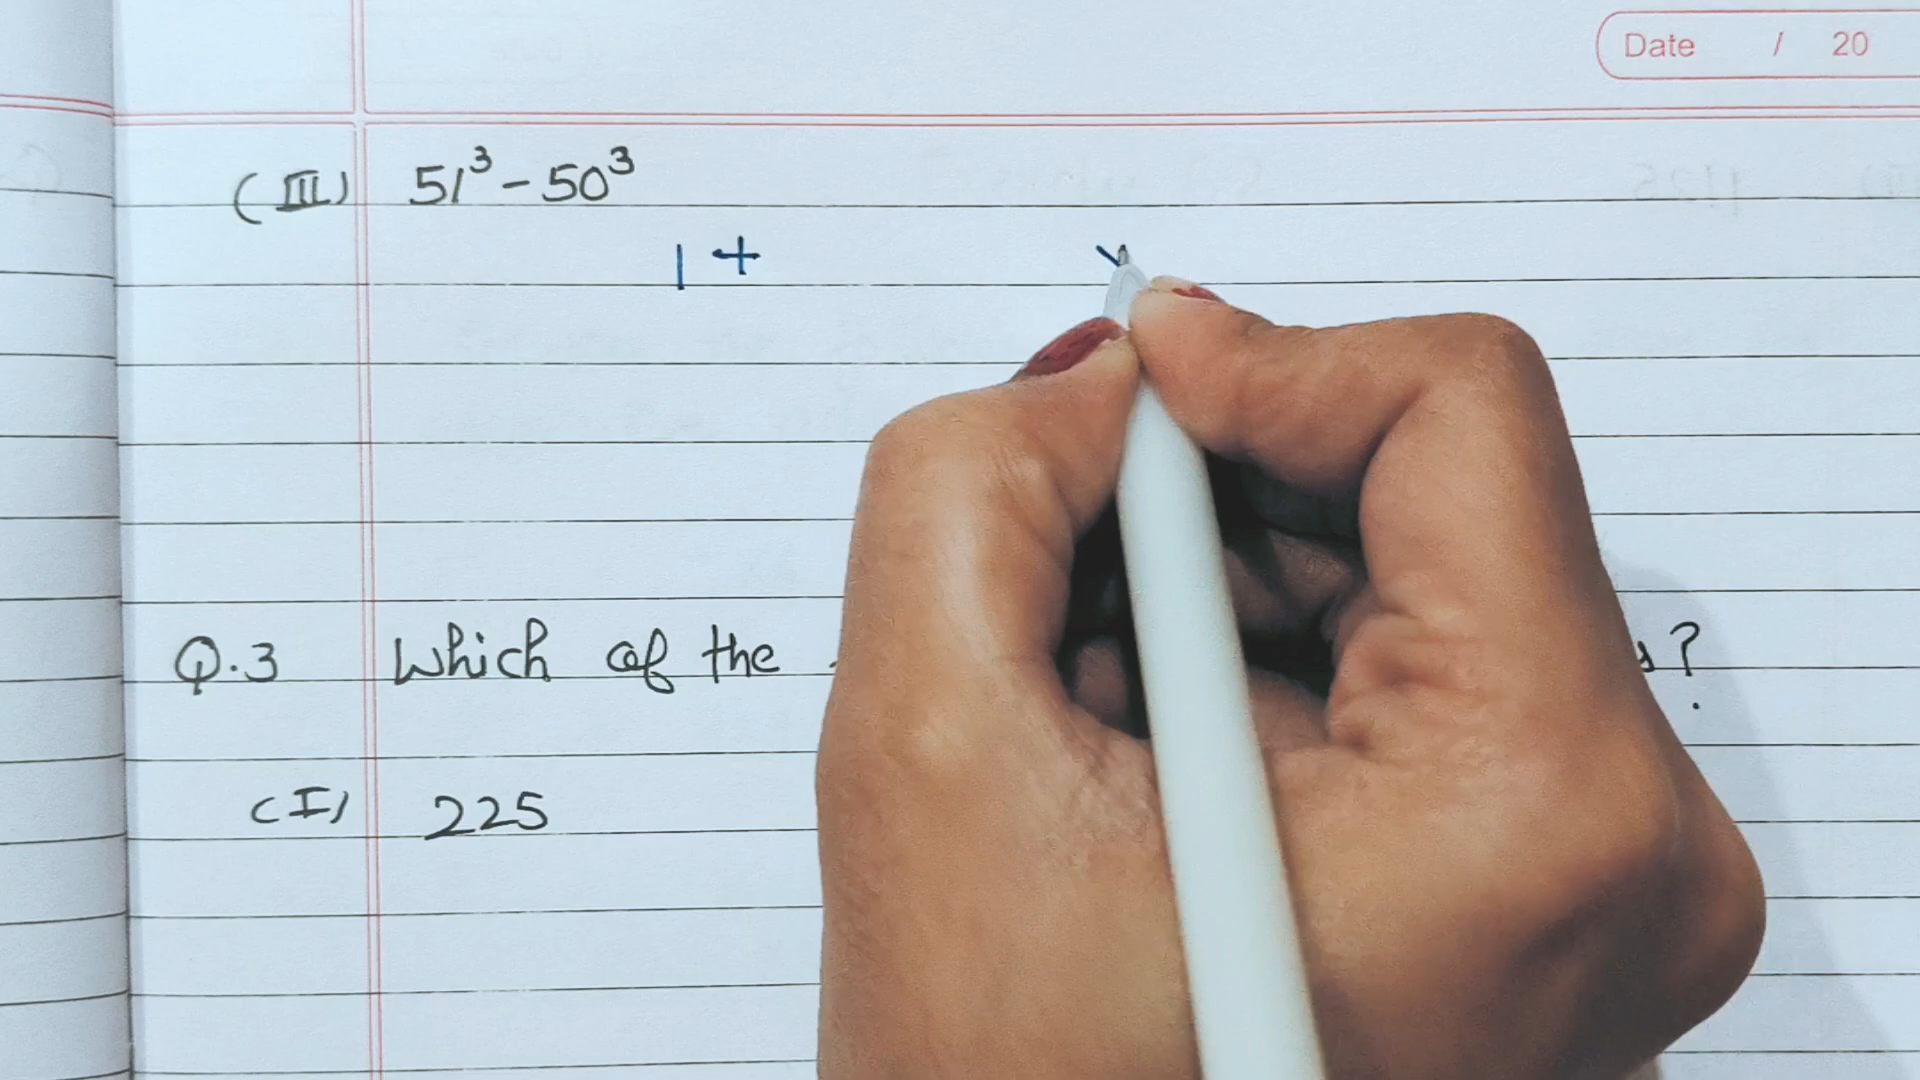 Date / 20
(III) 51³ - 50³
1 +
Q.3 Which of the ?
(I) 225